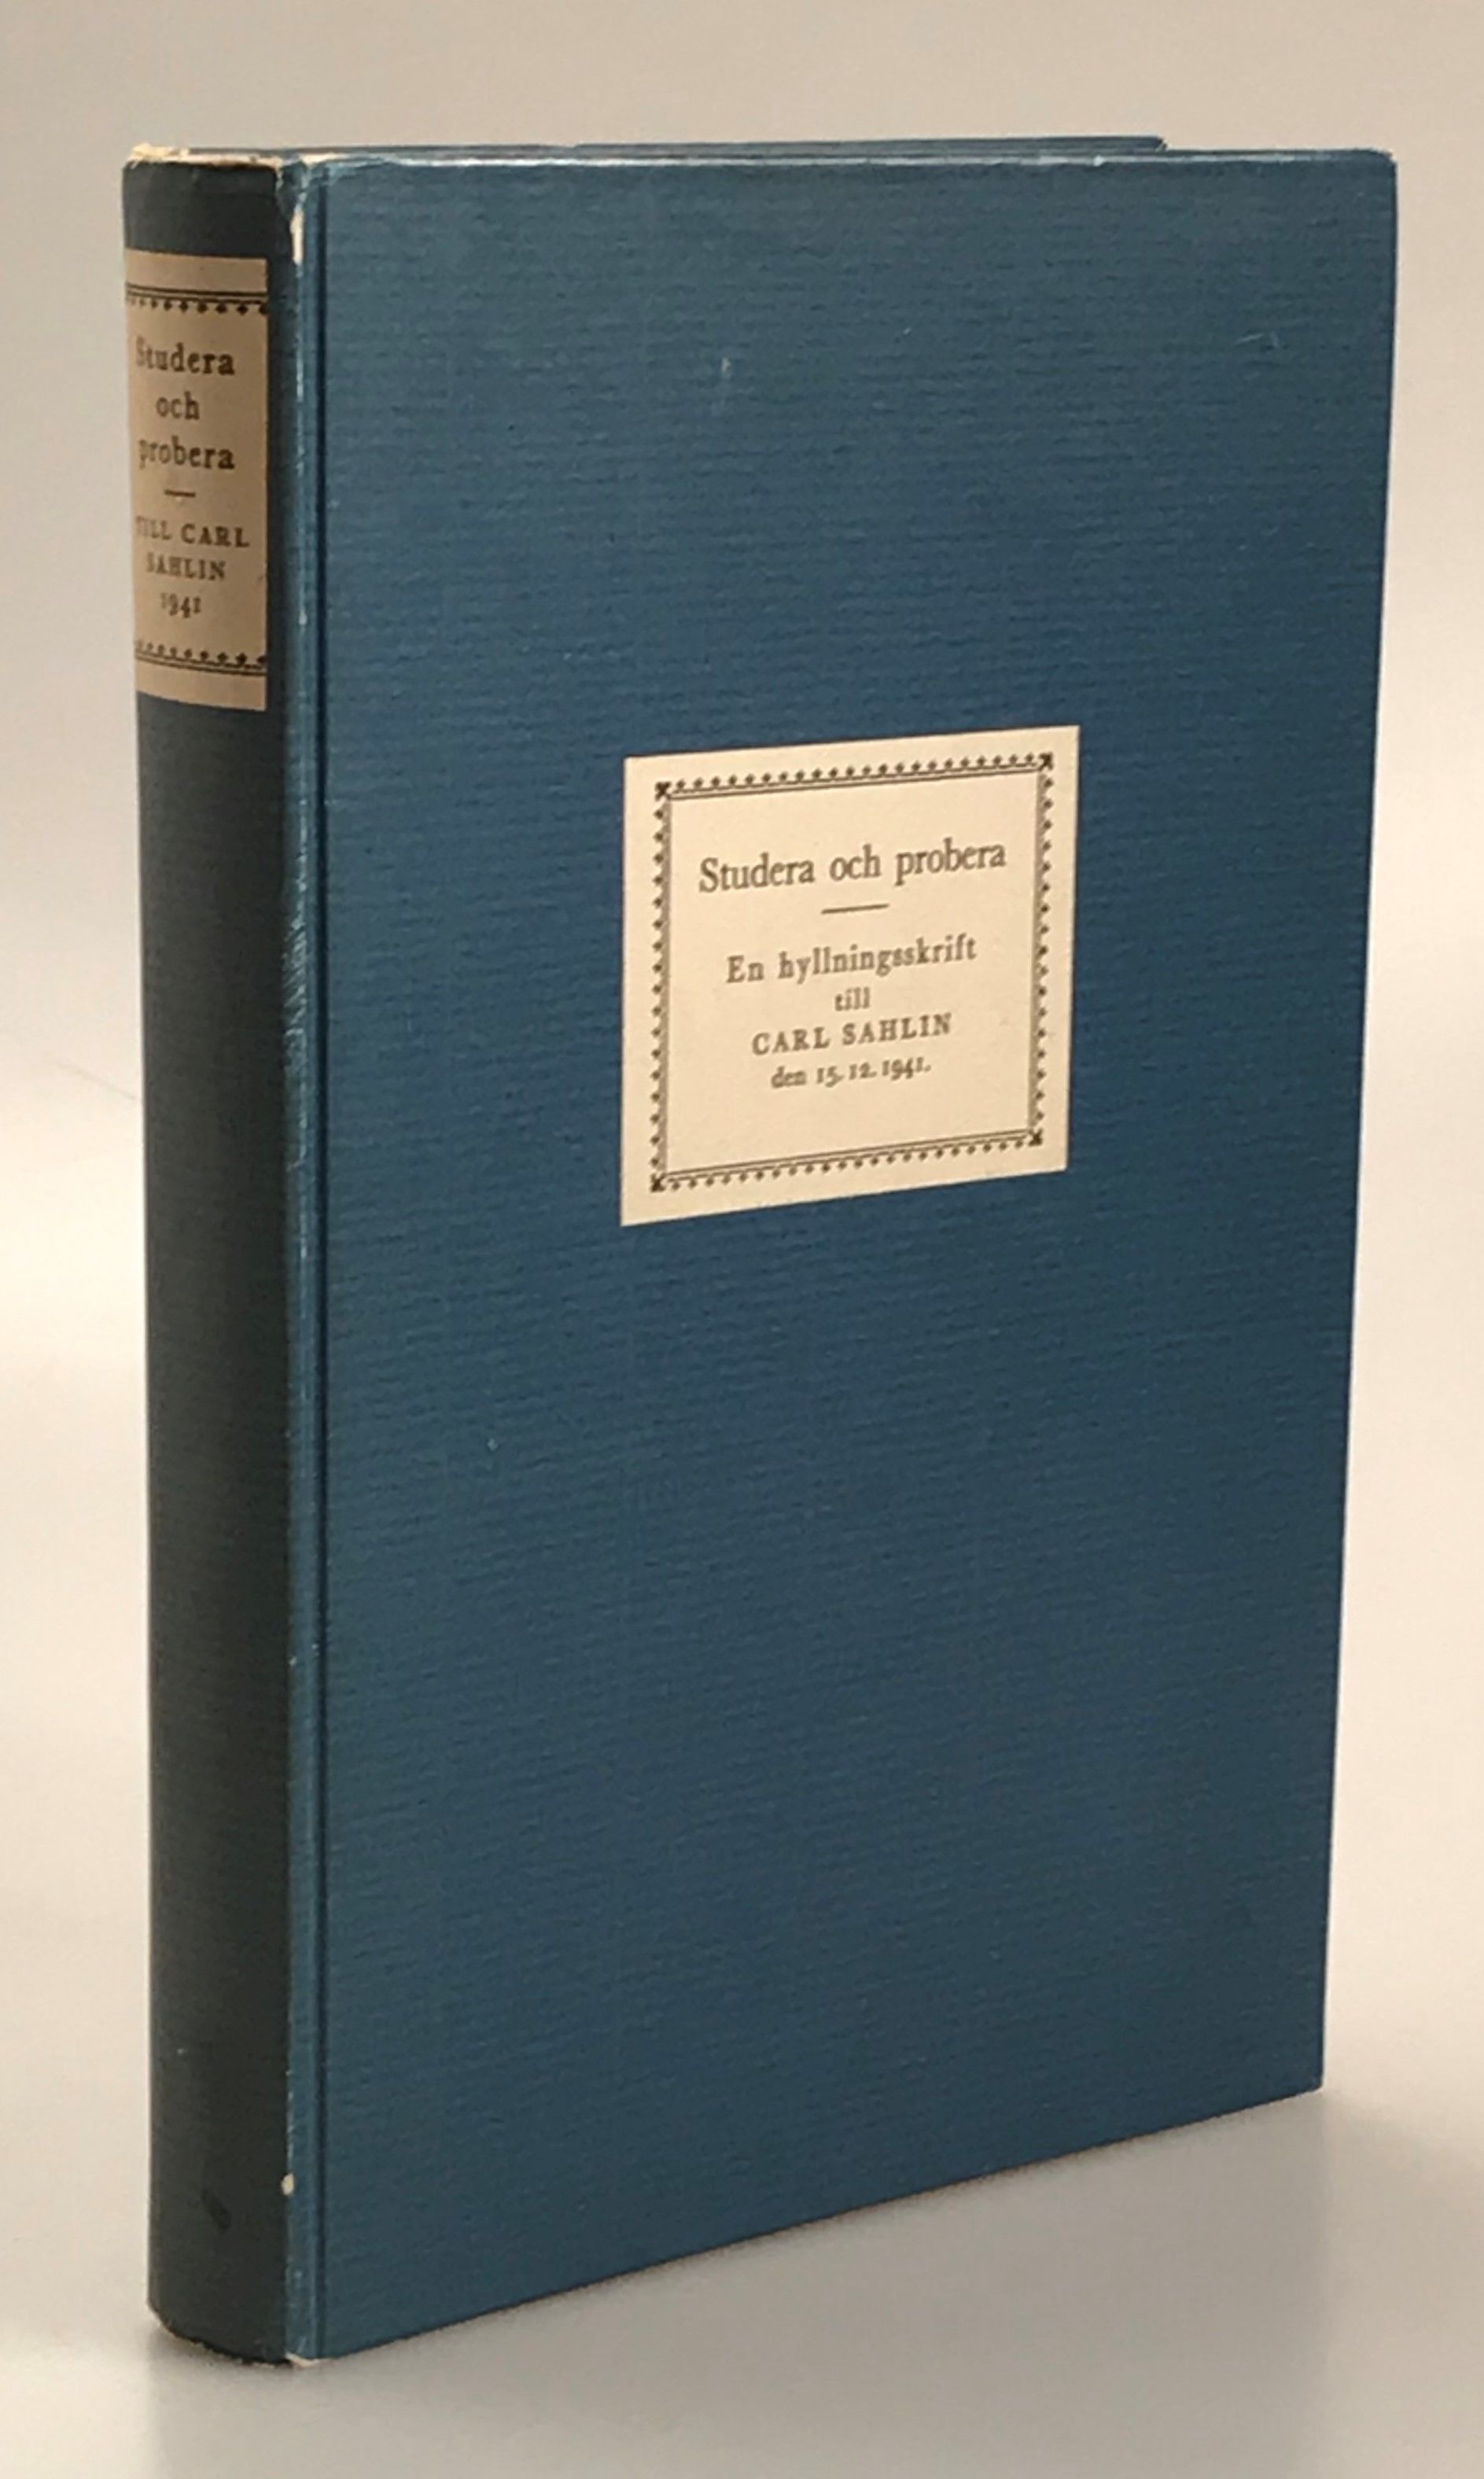 Studera
och
probera
TILL CARL
SAHLIN
1941
Studera och probera
En hyllningsskrift
till
CARL SAHLIN
den 15.12.1941.